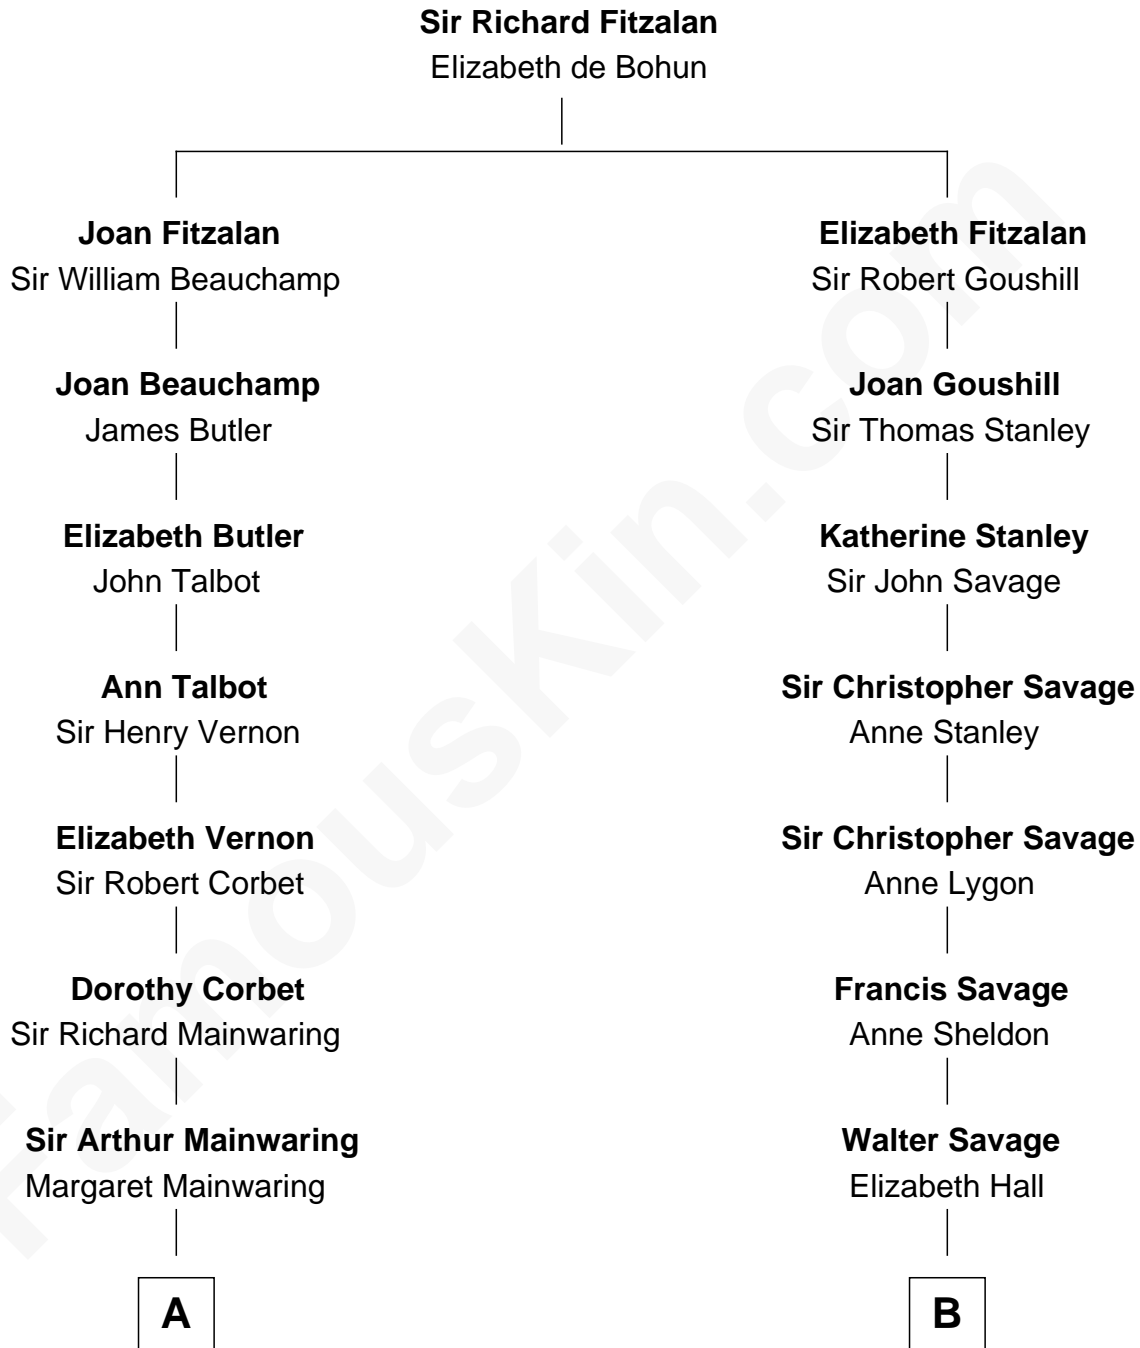 Sir Richard Fitzalan
Elizabeth de Bohun
Joan Fitzalan
Sir William Beauchamp
Elizabeth Fitzalan
Sir Robert Goushill
Joan Beauchamp
James Butler
Joan Goushill
Sir Thomas Stanley
Elizabeth Butler
John Talbot
Katherine Stanley
Sir John Savage
Ann Talbot
Sir Henry Vernon
Sir Christopher Savage
Anne Stanley
Elizabeth Vernon
Sir Robert Corbet
Sir Christopher Savage
Anne Lygon
Dorothy Corbet
Sir Richard Mainwaring
Francis Savage
Anne Sheldon
Sir Arthur Mainwaring
Margaret Mainwaring
Walter Savage
Elizabeth Hall
A
B
FamousKin.com